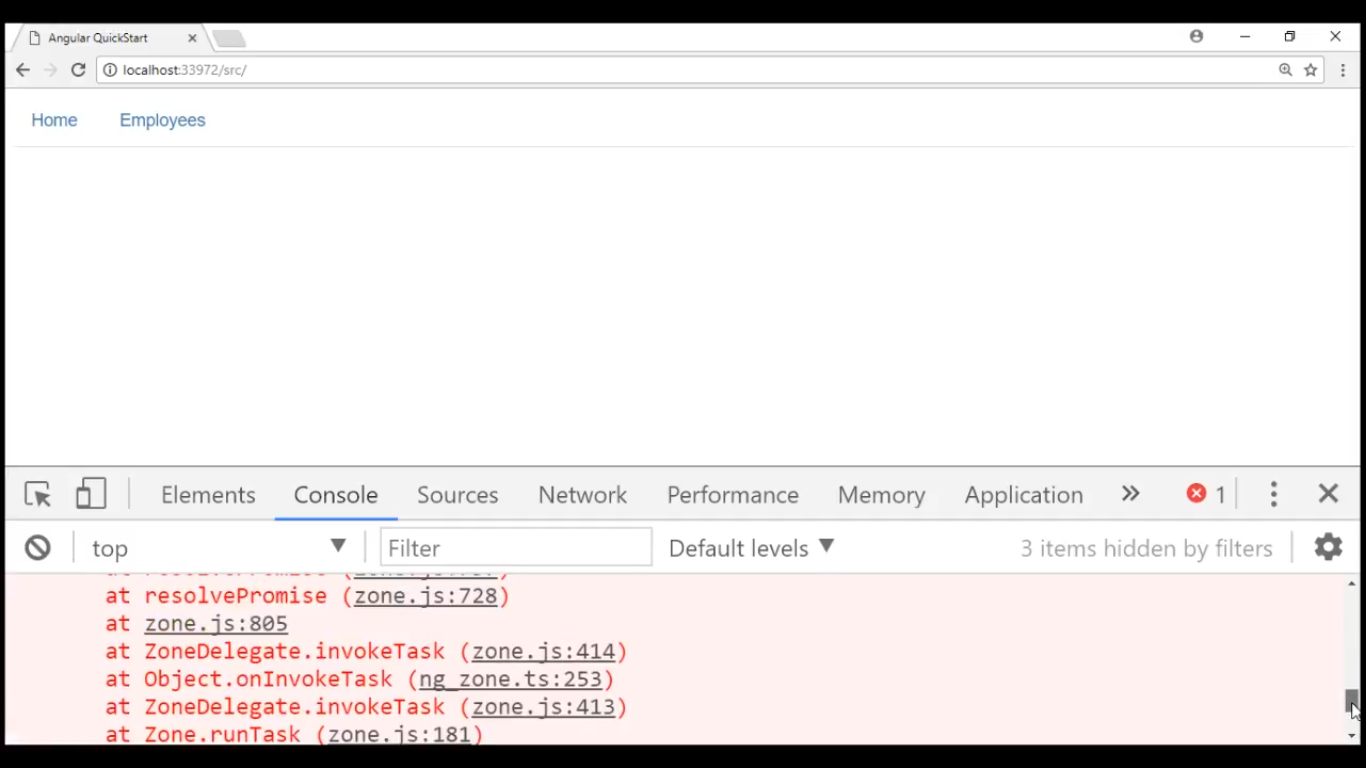 Angular QuickStart
localhost:33972/src/
Home Employees
Elements Console Sources Network Performance Memory Application » 1
top Filter Default levels 3 items hidden by filters
at resolvePromise (zone.js:728)
at zone.js:805
at ZoneDelegate.invokeTask (zone.js:414)
at Object.onInvokeTask (ng_zone.ts:253)
at ZoneDelegate.invokeTask (zone.js:413)
at Zone.runTask (zone.js:181)